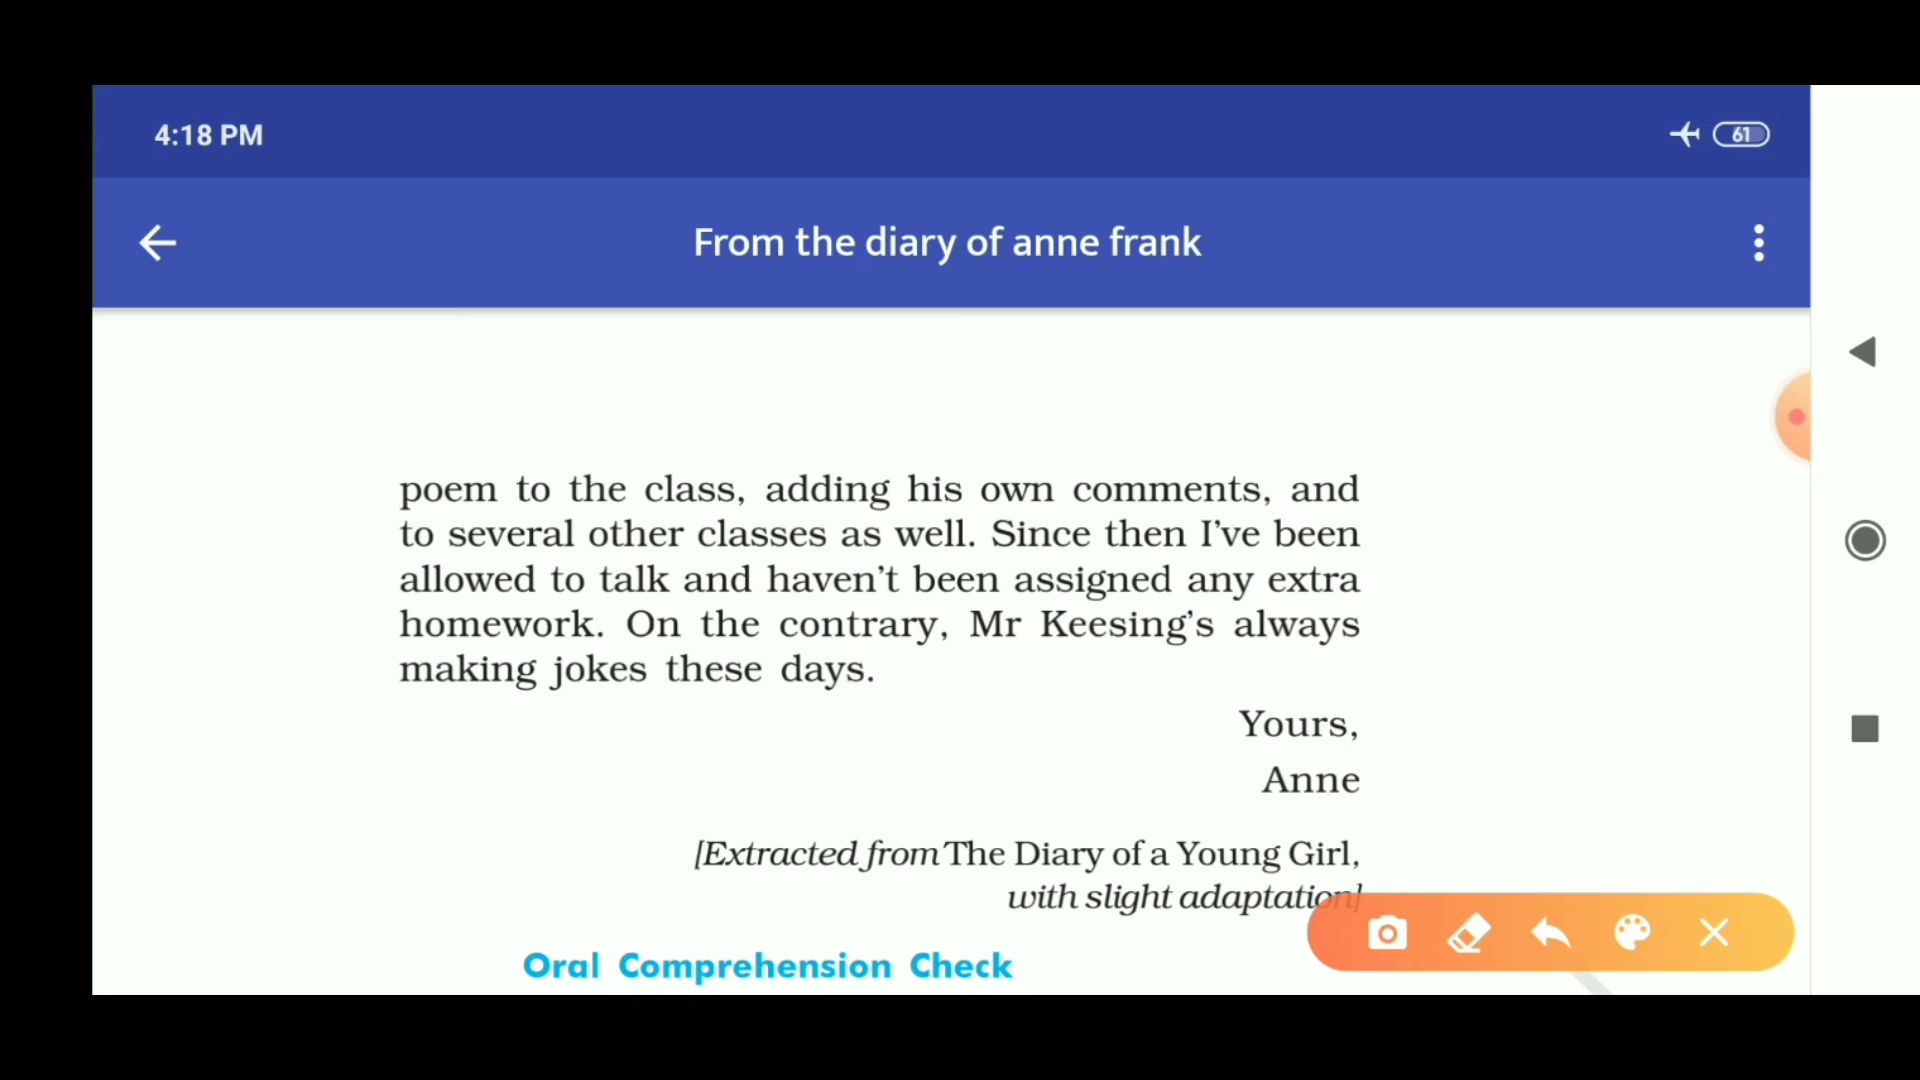 4:18 PM
61
From the diary of anne frank
poem to the class, adding his own comments, and
to several other classes as well. Since then I’ve been
allowed to talk and haven’t been assigned any extra
homework. On the contrary, Mr Keesing’s always
making jokes these days.
Yours,
Anne
[Extracted from The Diary of a Young Girl,
with slight adaptation]
Oral Comprehension Check